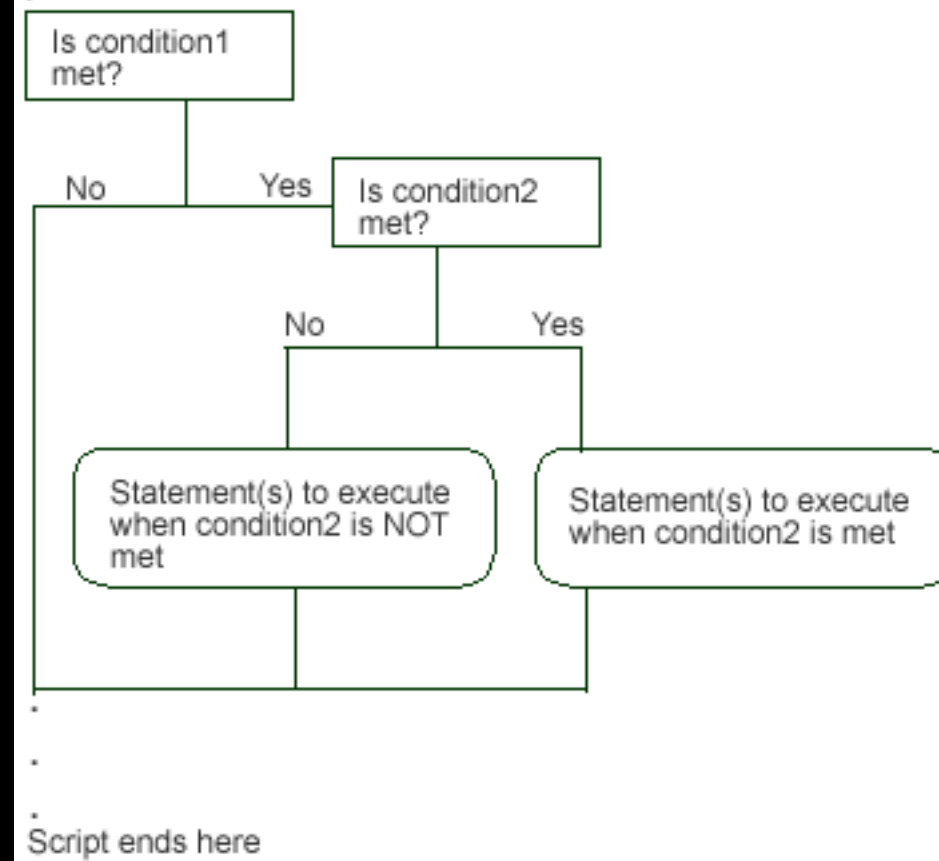 Is condition1
met?
No
Yes
Is condition2
met?
No
Yes
Statement(s) to execute
when condition2 is NOT
met
Statement(s) to execute
when condition2 is met
.
.
.
Script ends here